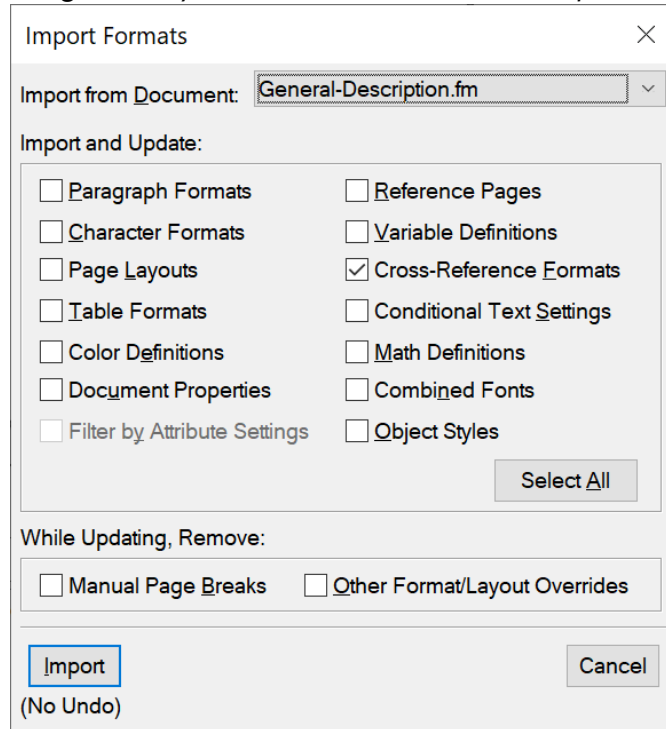 Import Formats
Import from Document: General-Description.fm
Import and Update:
Paragraph Formats Reference Pages
Character Formats Variable Definitions
Page Layouts Cross-Reference Formats
Table Formats Conditional Text Settings
Color Definitions Math Definitions
Document Properties Combined Fonts
Filter by Attribute Settings Object Styles
Select All
While Updating, Remove:
Manual Page Breaks Other Format/Layout Overrides
Import Cancel
(No Undo)